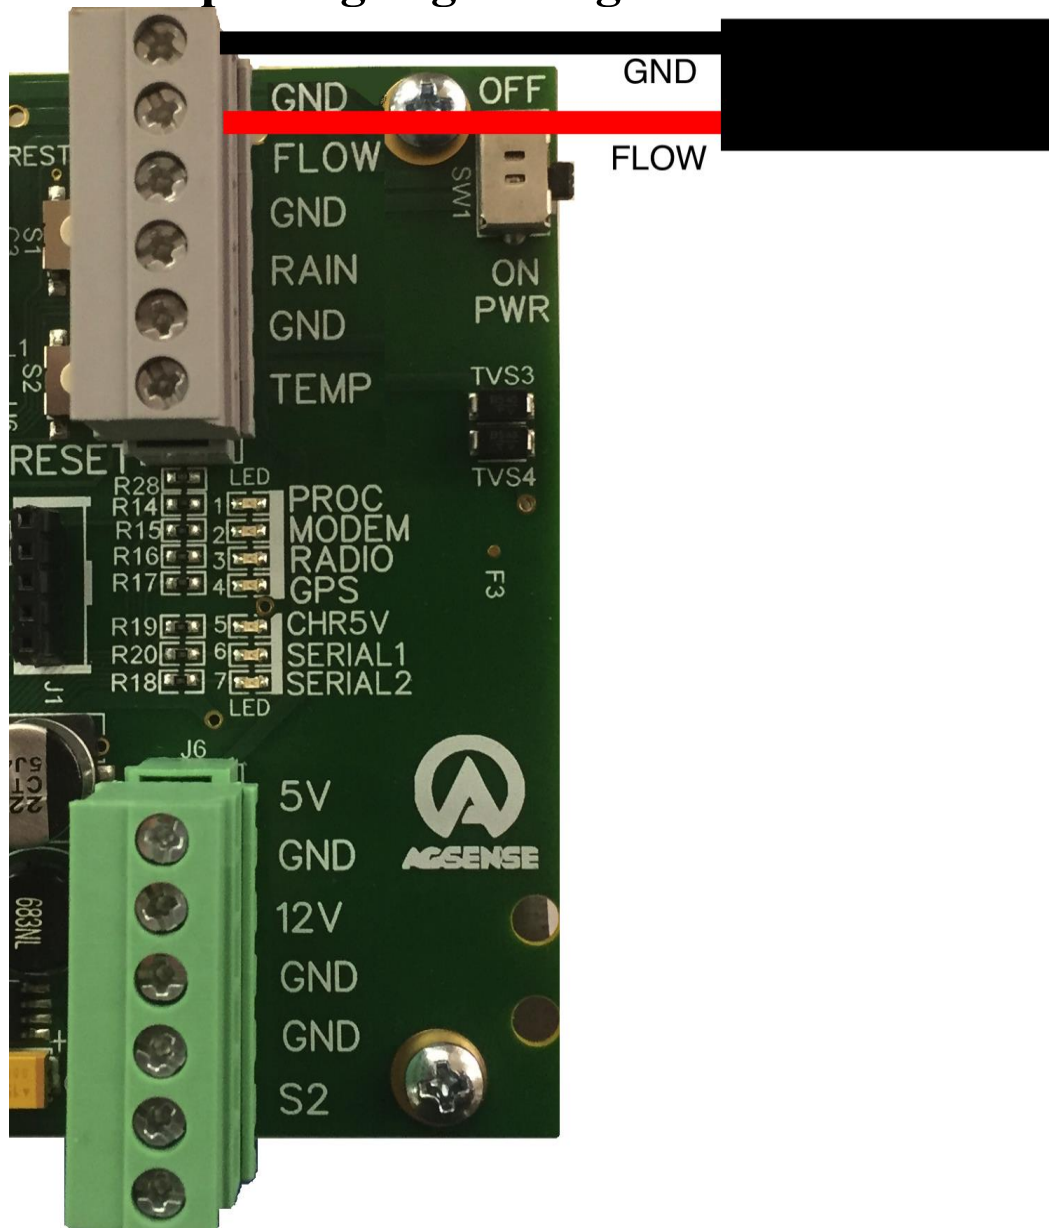 GND
GND
OFF
FLOW
FLOW
REST
SW1
GND
S1
RAIN
ON
PWR
GND
S2
TEMP
TVS3
RESET
TVS4
LED
R28
R14 1 PROC
R15 2 MODEM
R16 3 RADIO
R17 4 GPS
F3
R19 5 CHR5V
R20 6 SERIAL1
R18 7 SERIAL2
J1
LED
J6
5V
GND
AGSENSE
12V
683NL
GND
GND
+
S2